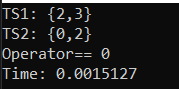 TS1: {2,3}
TS2: {0,2}
Operator== 0
Time: 0.0015127